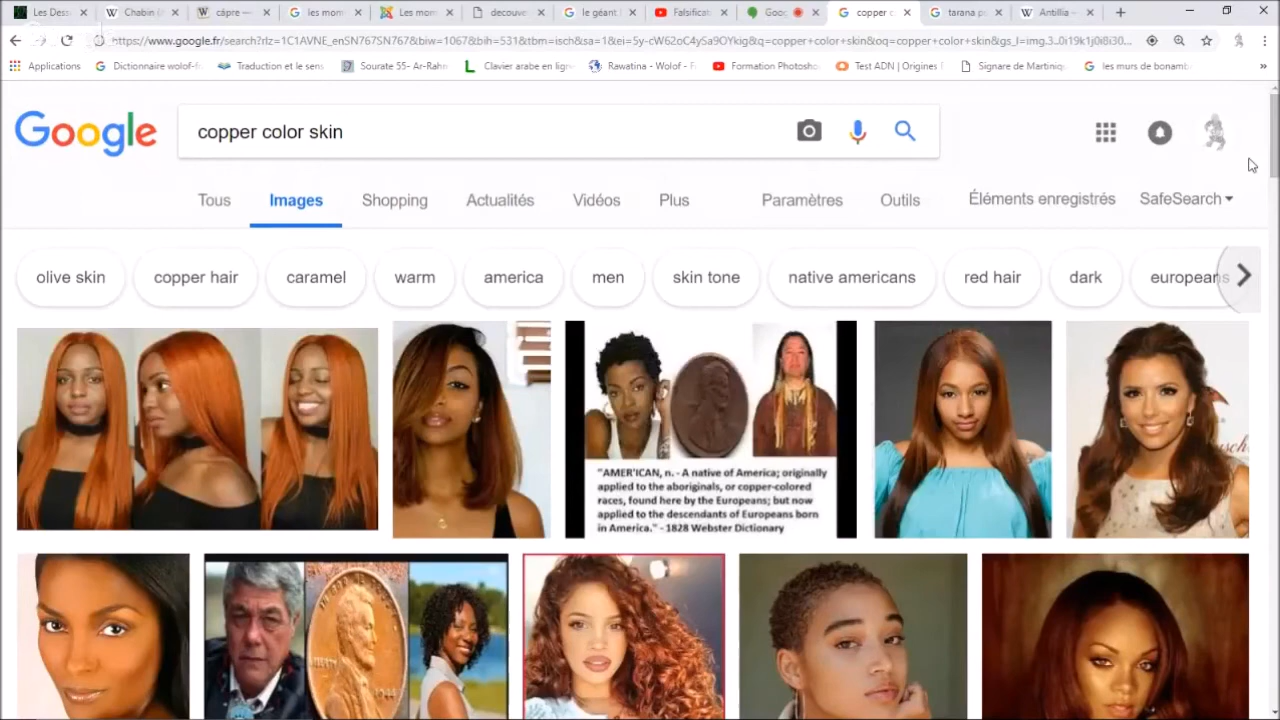 Les Dess
Chabin (
câpre —
les mom
Les mom
decouve
le géant
Falsificat
Goog
copper c
tarana p
Antillia –
https://www.google.fr/search?rlz=1C1AVNE_enSN767SN767&biw=1067&bih=531&tbm=isch&sa=1&ei=5y-cW62oC4ySa9OYkig&q=copper+color+skin&oq=copper+color+skin&gs_l=img.3..0i19k1j0i8i30...
Applications
Dictionnaire wolof-f
Traduction et le sens
Sourate 55- Ar-Rahn
Clavier arabe en lign
Rawatina - Wolof - F
Formation Photosho
Test ADN | Origines
Signare de Martiniq
les murs de bonamb
»
Google
copper color skin
Tous
Images
Shopping
Actualités
Vidéos
Plus
Paramètres
Outils
Éléments enregistrés
SafeSearch
olive skin
copper hair
caramel
warm
america
men
skin tone
native americans
red hair
dark
europeans
"AMER'ICAN, n. - A native of America; originally
applied to the aboriginals, or copper-colored
races, found here by the Europeans; but now
applied to the descendants of Europeans born
in America." - 1828 Webster Dictionary